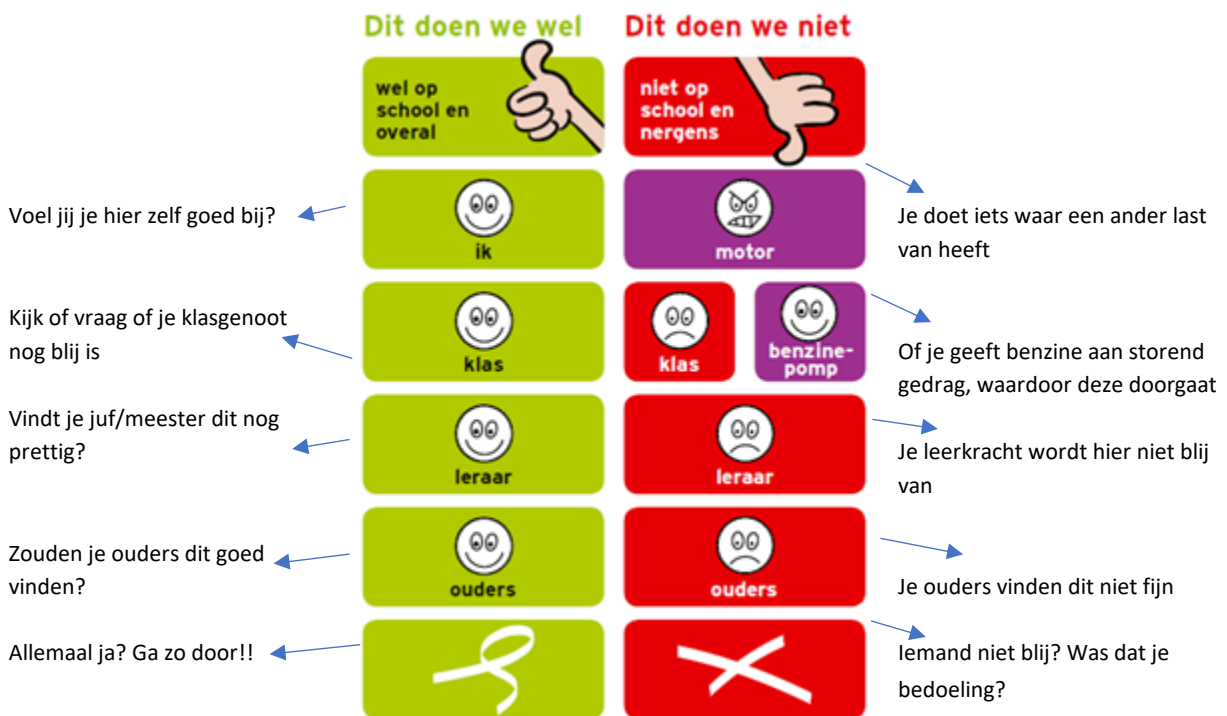 Dit doen we wel
Dit doen we niet
wel op
school en
overal
niet op
school en
nergens
Voel jij je hier zelf goed bij?
ik
motor
Je doet iets waar een ander last
van heeft
Kijk of vraag of je klasgenoot
nog blij is
klas
klas
benzine-
pomp
Of je geeft benzine aan storend
gedrag, waardoor deze doorgaat
Vindt je juf/meester dit nog
prettig?
leraar
leraar
Je leerkracht wordt hier niet blij
van
Zouden je ouders dit goed
vinden?
ouders
ouders
Je ouders vinden dit niet fijn
Allemaal ja? Ga zo door!!
Iemand niet blij? Was dat je
bedoeling?